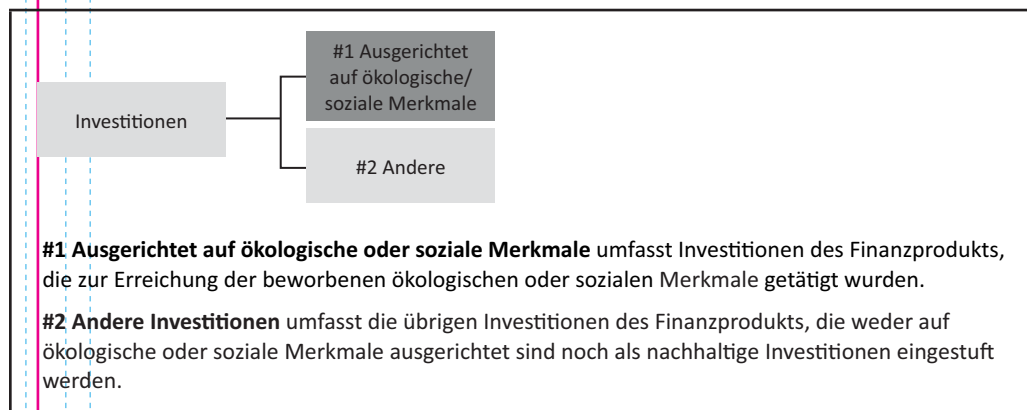 #1 Ausgerichtet
auf ökologische/
soziale Merkmale
Investitionen
#2 Andere
#1 Ausgerichtet auf ökologische oder soziale Merkmale umfasst Investitionen des Finanzprodukts,
die zur Erreichung der beworbenen ökologischen oder sozialen Merkmale getätigt wurden.
#2 Andere Investitionen umfasst die übrigen Investitionen des Finanzprodukts, die weder auf
ökologische oder soziale Merkmale ausgerichtet sind noch als nachhaltige Investitionen eingestuft
werden.